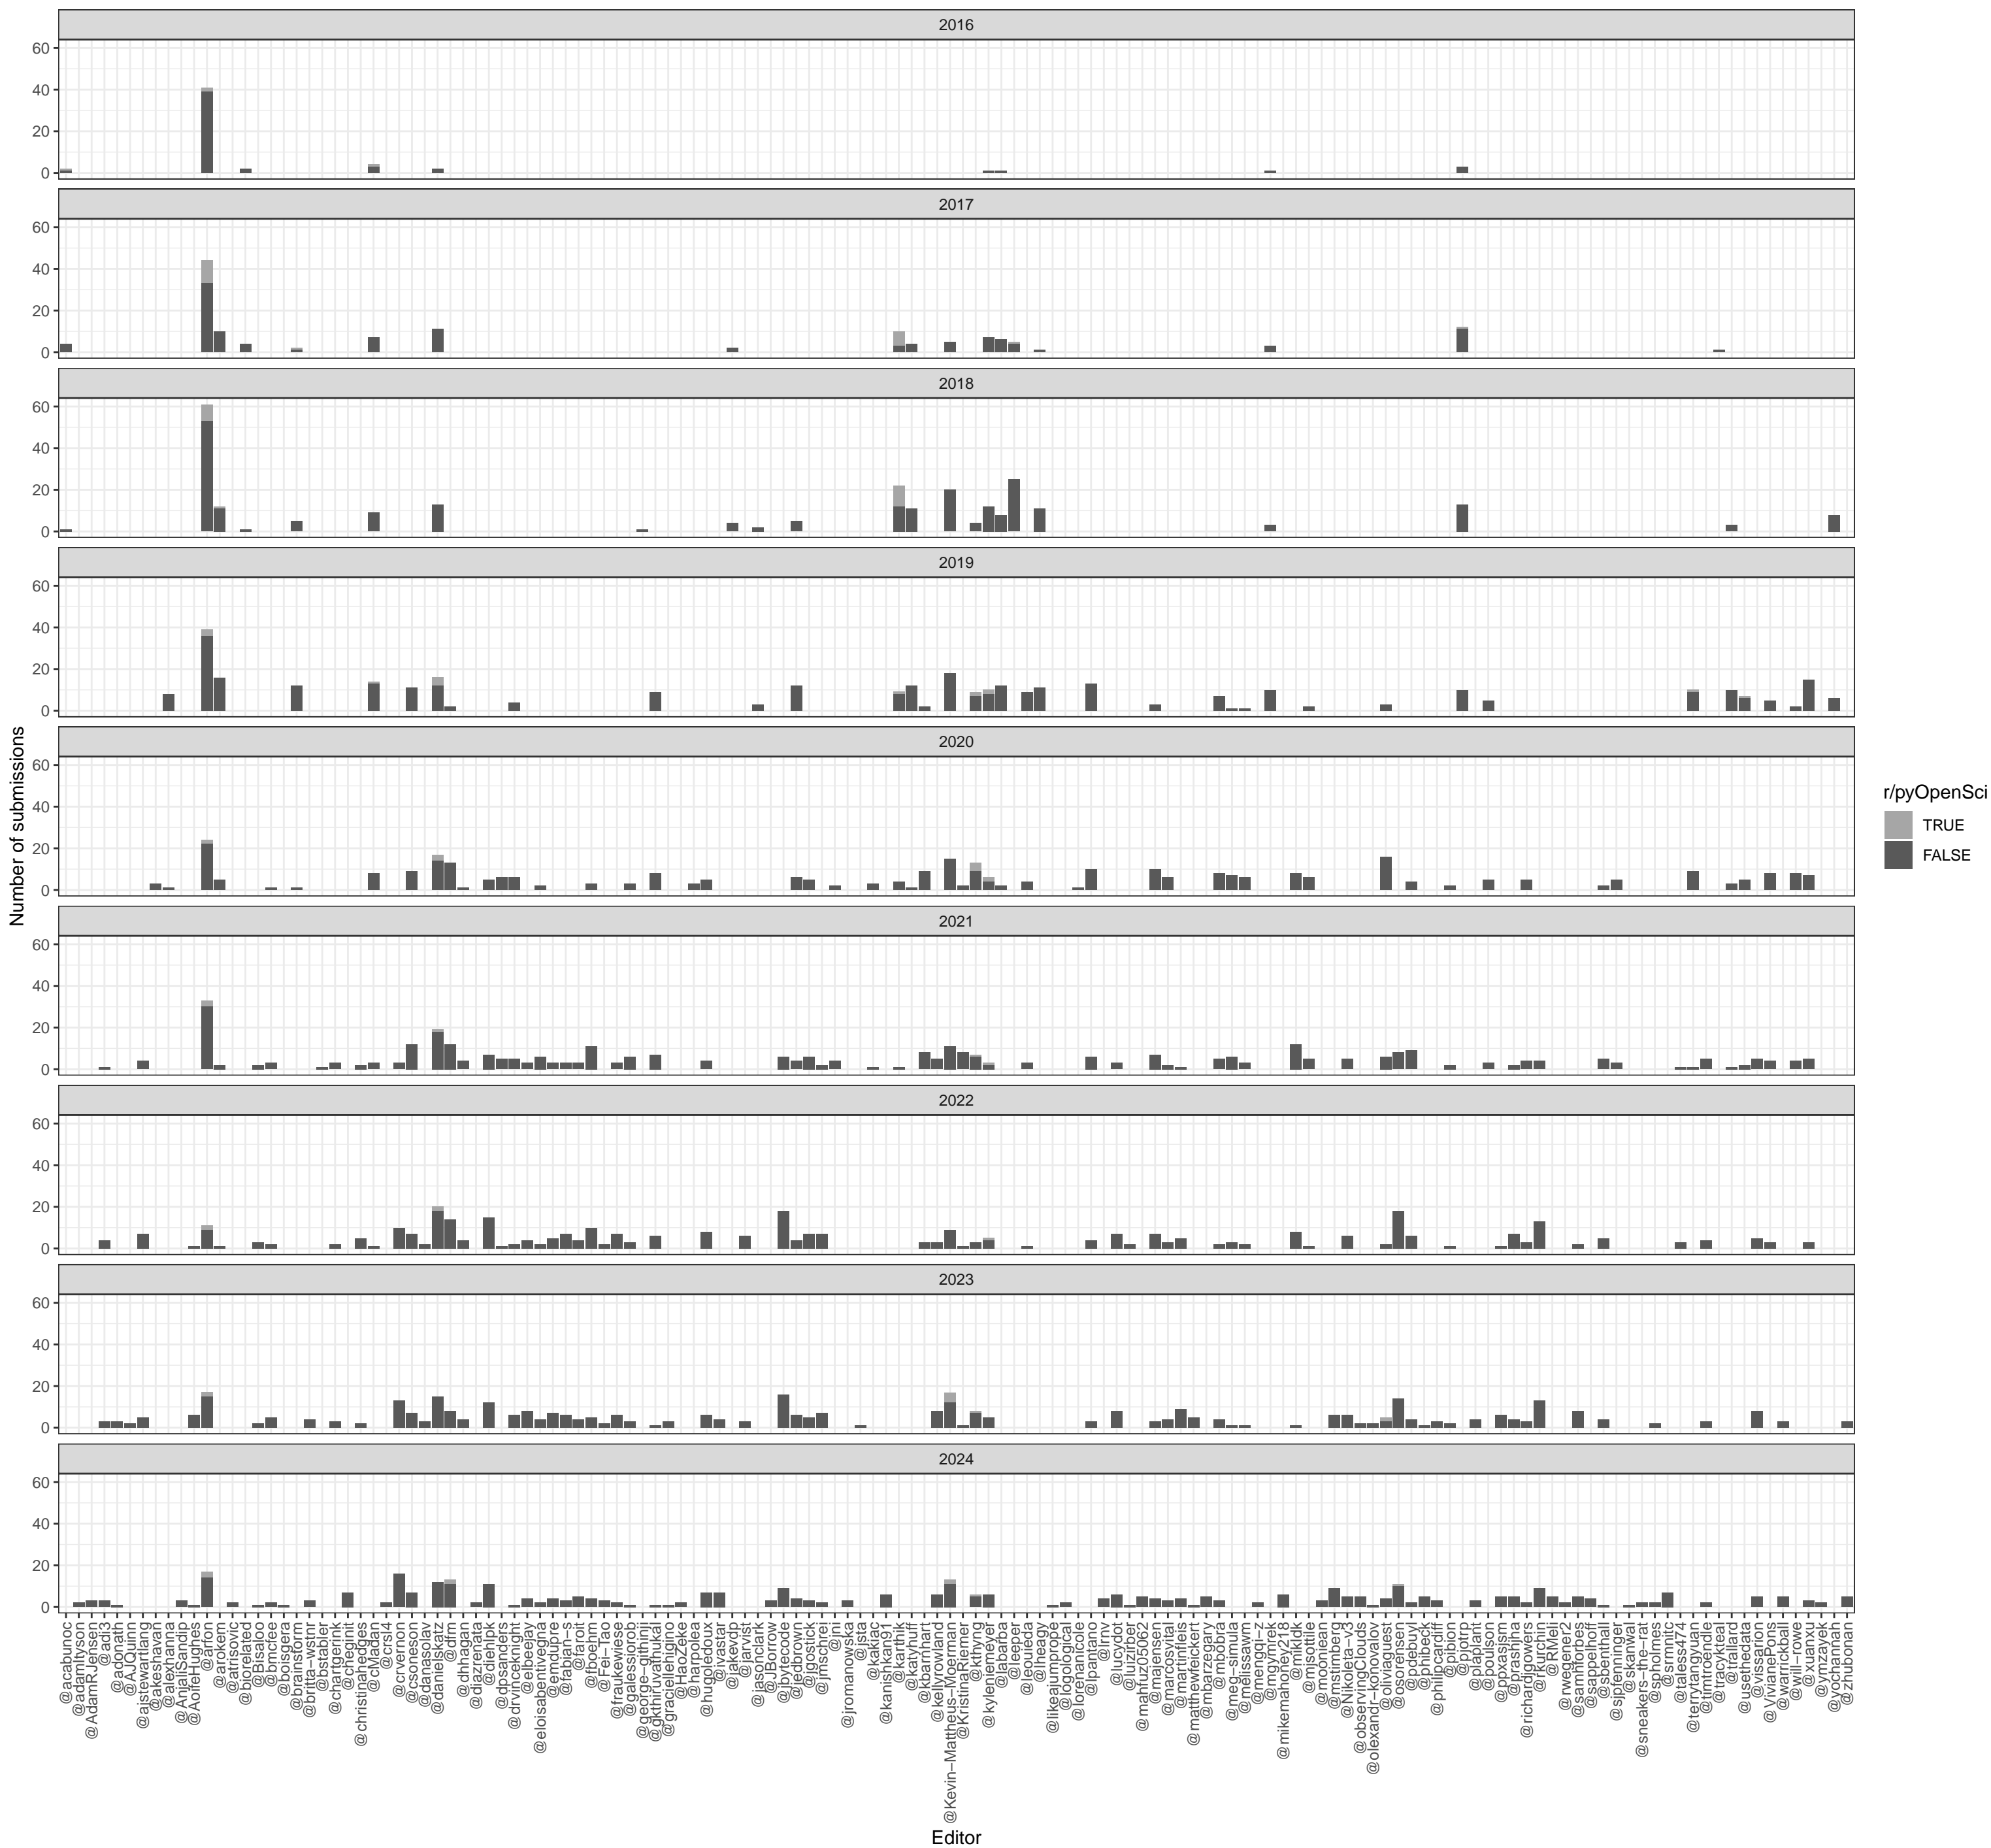 2016
60
40
20
0
2017
60
40
20
0
2018
60
40
20
0
2019
60
40
20
0
2020
60
40
20
0
2021
60
40
20
0
2022
60
40
20
0
2023
60
40
20
0
2024
60
40
20
0
Number of submissions
@acabunoc
@adamltyson
@AdamRJensen
@adi3
@adonath
@AJQuinn
@ajstewartlang
@akeshavan
@alexhanna
@AnjaliSandip
@AoifeHughes
@arfon
@arokem
@atrisovic
@biorelated
@Bisaloo
@bmcfee
@boisgera
@brainstorm
@britta-wstnr
@bstabler
@chartgerink
@cheginit
@christinahedges
@cMadan
@crsl4
@crvernon
@csoneson
@danasolav
@danielskatz
@dfm
@dhhagan
@diazrenata
@diehlpk
@dpsanders
@drvinceknight
@elbeejay
@eloisabentivegna
@emdupre
@fabian-s
@faroit
@fboehm
@Fei-Tao
@fraukewiese
@galessiorob
@george-githinji
@gkthiruvathukal
@graciellehigino
@HaoZeke
@harpolea
@hugoledoux
@ivastar
@jakevdp
@jarvist
@jasonclark
@JBorrow
@jbytecode
@jedbrown
@jgostick
@jmschrei
@jni
@jromanowska
@jsta
@kakiac
@kanishkan91
@karthik
@katyhuff
@kbarnhart
@kellyrowland
@Kevin-Mattheus-Moerman
@KristinaRiemer
@kthyng
@kyleniemeyer
@labarba
@leeper
@leouieda
@lheagy
@likeajumprope
@logological
@lorenanicole
@lpantano
@lrnv
@lucydot
@luizirber
@mahfuz05062
@majensen
@marcosvital
@martinfleis
@matthewfeickert
@mbarzegary
@mbobra
@meg-simula
@melissawm
@mengqi-z
@mgymrek
@mikemahoney218
@mikldk
@mjsottile
@mooniean
@mstimberg
@Nikoleta-v3
@observingClouds
@olexandr-konovalov
@oliviaguest
@osorensen
@pdebuyl
@phibeck
@philipcardiff
@pibion
@pjotrp
@plaplant
@poulson
@ppxasjsm
@prashjha
@richardjgowers
@rkurchin
@RMeli
@rwegener2
@samhforbes
@sappelhoff
@sbenthall
@sjpfenninger
@skanwal
@sneakers-the-rat
@spholmes
@srmnitc
@taless474
@terrytangyuan
@timtroendle
@tracykteal
@trallard
@usethedata
@vissarion
@VivianePons
@warrickball
@will-rowe
@xuanxu
@ymzayek
@yochannah
@zhubonan
Editor
r/pyOpenSci
TRUE
FALSE